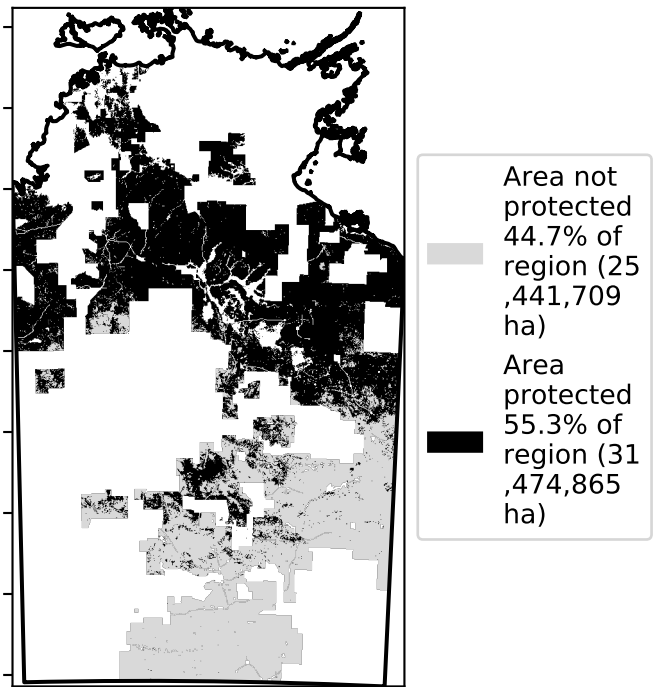 Area not
protected
44.7% of
region (25
,441,709
ha)
Area
protected
55.3% of
region (31
,474,865
ha)